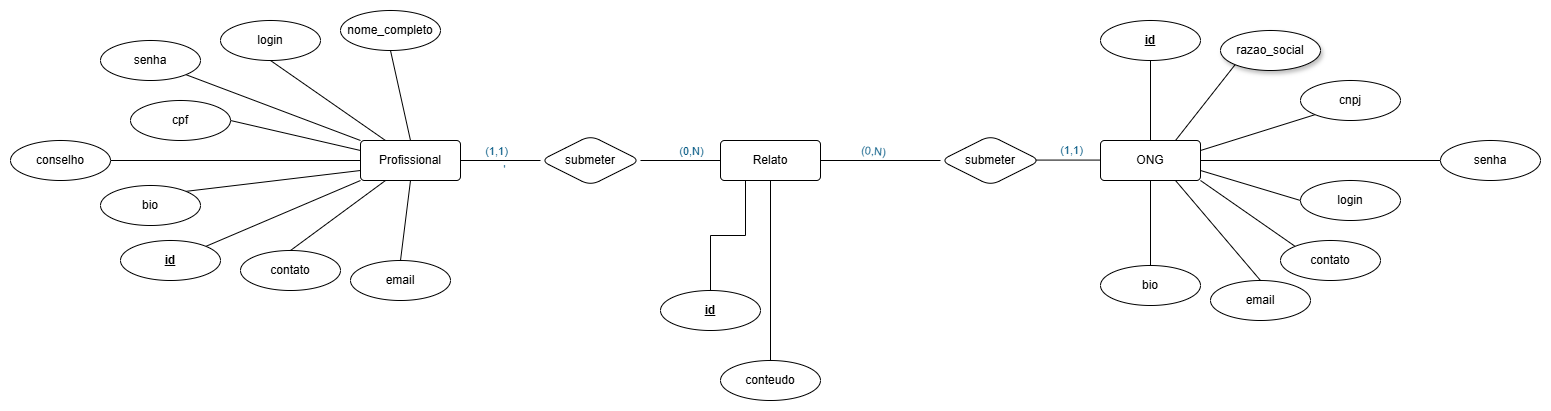 nome_completo
login
senha
cpf
conselho
bio
id
contato
email
Profissional
(1,1)
submeter
(0,N)
Relato
id
conteudo
(0,N)
submeter
(1,1)
ONG
id
razao_social
cnpj
senha
login
contato
email
bio